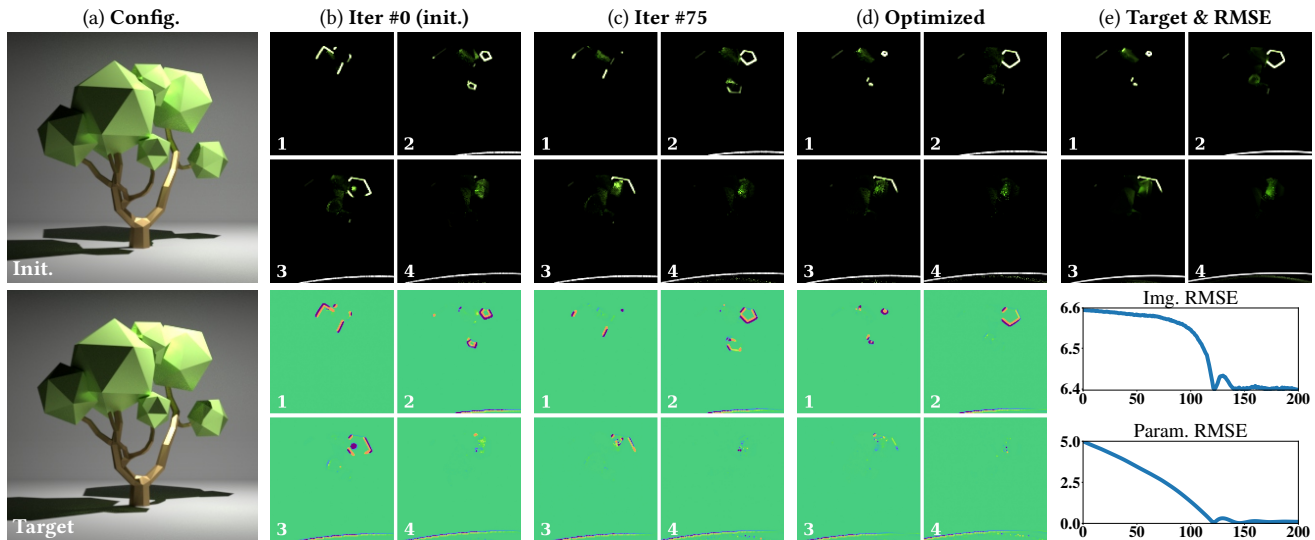 (a) Config.
(b) Iter #0 (init.)
(c) Iter #75
(d) Optimized
(e) Target & RMSE
Init.
1 2 1 2 1 2 1 2
3 4 3 4 3 4 3 4
Target
1 2 1 2 1 2
3 4 3 4 3 4
Img. RMSE
6.6
6.5
6.4
0 50 100 150 200
Param. RMSE
5.0
2.5
0.0
0 50 100 150 200